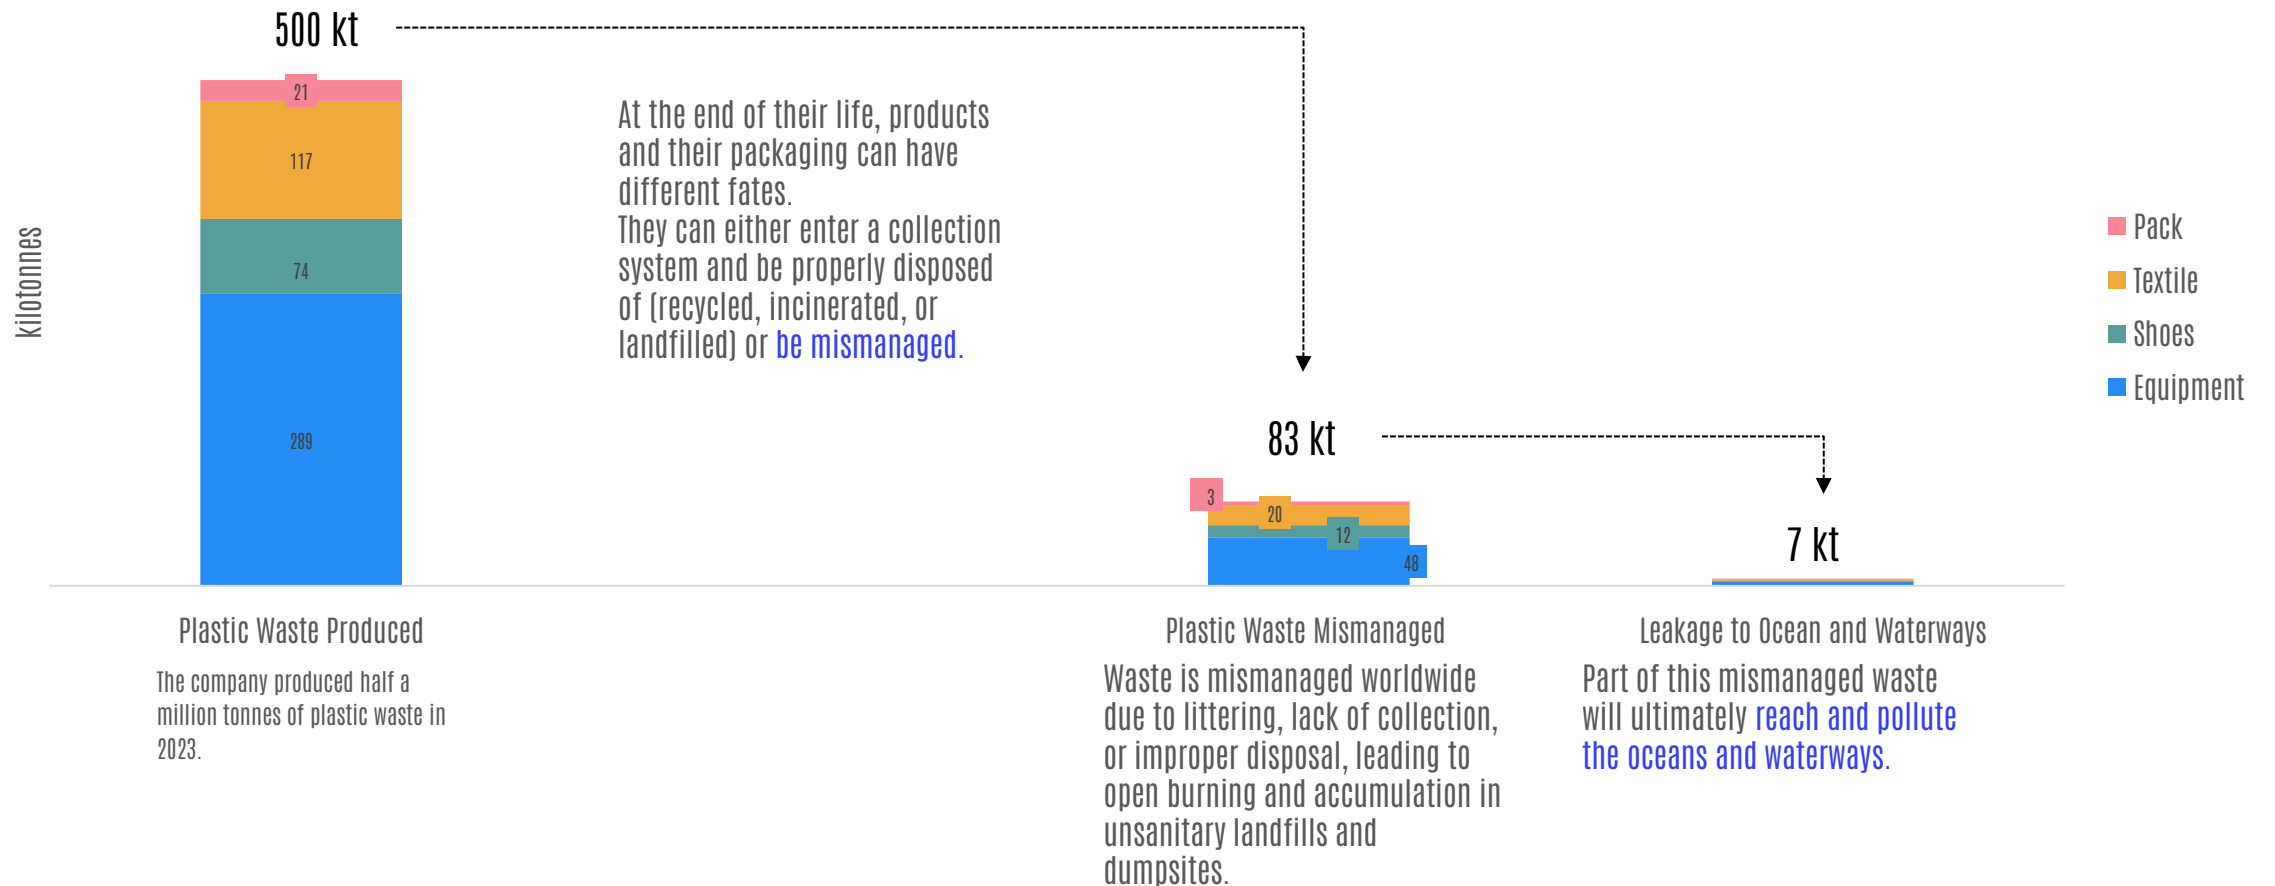 500 kt
21
117
74
289
kilotonnes
At the end of their life, products
and their packaging can have
different fates.
They can either enter a collection
system and be properly disposed
of (recycled, incinerated, or
landfilled) or be mismanaged.
83 kt
3
20
12
48
7 kt
Pack
Textile
Shoes
Equipment
Plastic Waste Produced
The company produced half a
million tonnes of plastic waste in
2023.
Plastic Waste Mismanaged
Waste is mismanaged worldwide
due to littering, lack of collection,
or improper disposal, leading to
open burning and accumulation in
unsanitary landfills and
dumpsites.
Leakage to Ocean and Waterways
Part of this mismanaged waste
will ultimately reach and pollute
the oceans and waterways.